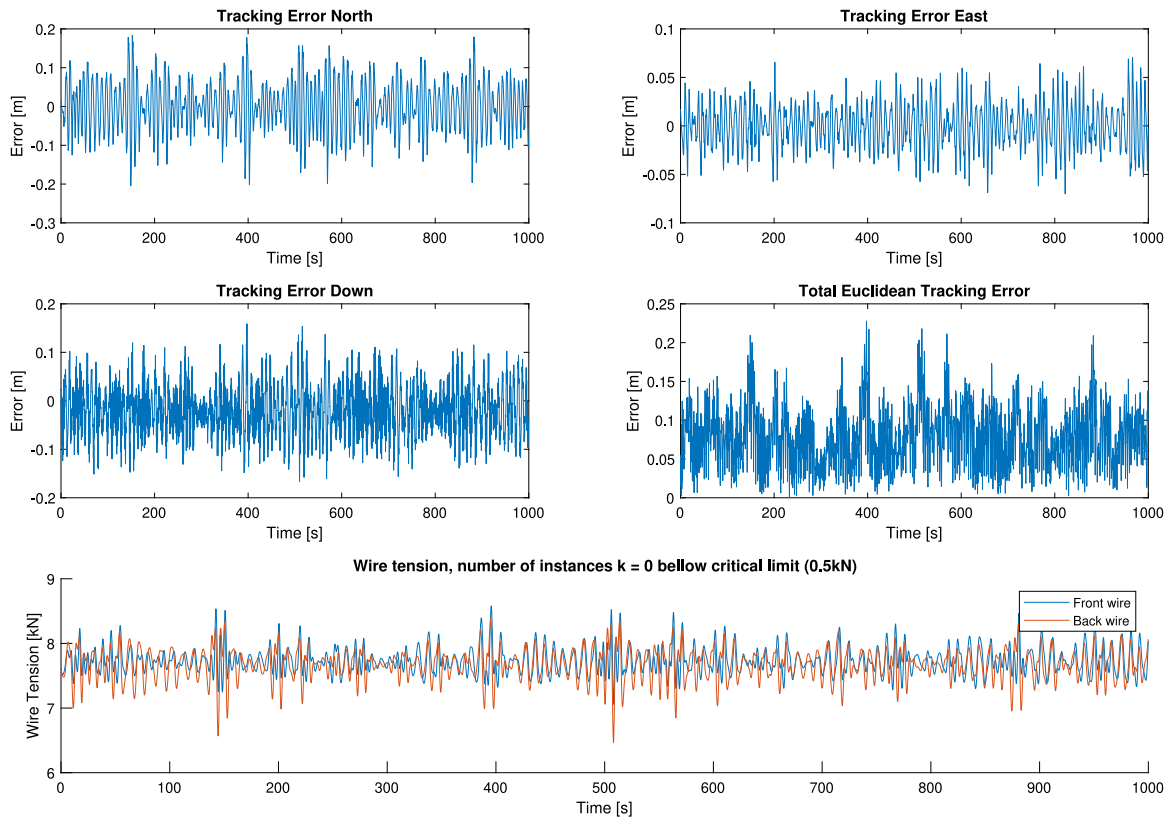 Tracking Error North
0.2
0.1
0
-0.1
-0.2
-0.3
Error [m]
0 200 400 600 800 1000
Time [s]
Tracking Error East
0.1
0.05
0
-0.05
-0.1
Error [m]
0 200 400 600 800 1000
Time [s]
Tracking Error Down
0.2
0.1
0
-0.1
-0.2
Error [m]
0 200 400 600 800 1000
Time [s]
Total Euclidean Tracking Error
0.25
0.2
0.15
0.1
0.05
0
Error [m]
0 200 400 600 800 1000
Time [s]
Wire tension, number of instances k = 0 bellow critical limit (0.5kN)
9
8
7
6
Wire Tension [kN]
Front wire
Back wire
0 100 200 300 400 500 600 700 800 900 1000
Time [s]